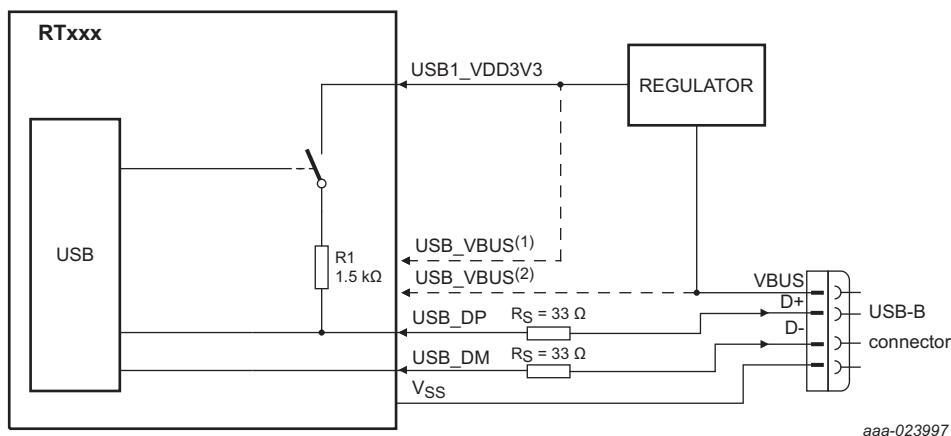 RTxxx
USB1_VDD3V3
REGULATOR
USB
R1
1.5 kΩ
USB_VBUS(1)
USB_VBUS(2)
VBUS
D+
USB_DP
RS = 33 Ω
USB-B
D-
connector
USB_DM
RS = 33 Ω
VSS
aaa-023997